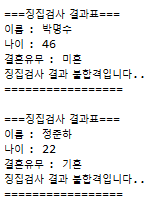 ===징집검사 결과표===
이름 : 박명수
나이 : 46
결혼유무 : 미혼
징집검사 결과 불합격입니다..
=================
===징집검사 결과표===
이름 : 정준하
나이 : 22
결혼유무 : 기혼
징집검사 결과 불합격입니다..
=================